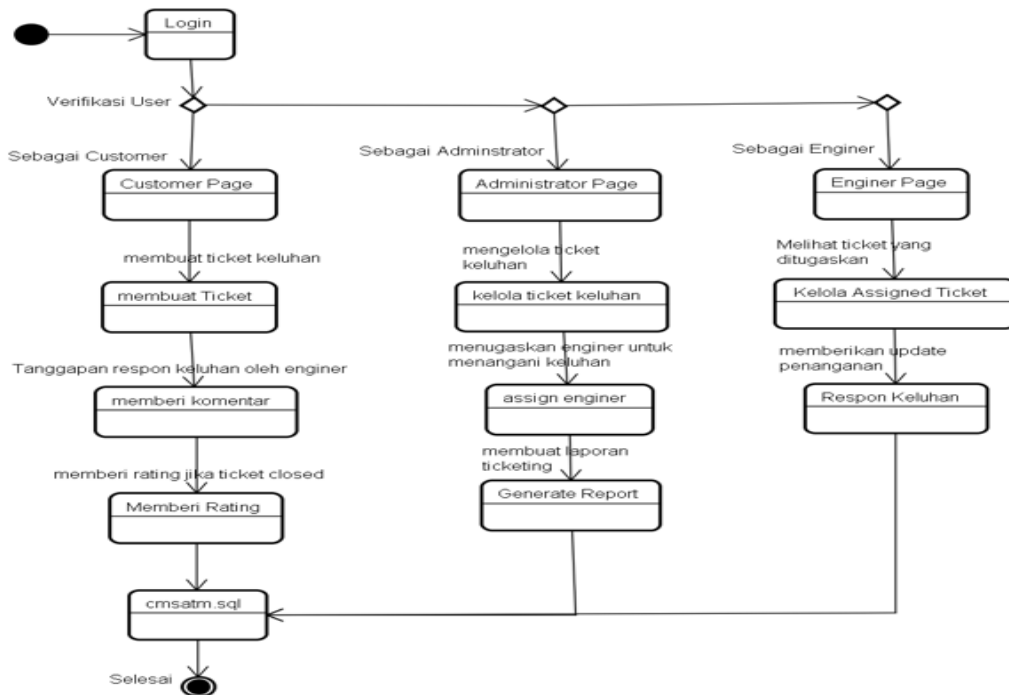 Login
Verifikasi User
Sebagai Customer
Sebagai Adminstrator
Sebagai Enginer
Customer Page
Administrator Page
Enginer Page
membuat ticket keluhan
mengelola ticket
keluhan
Melihat ticket yang
ditugaskan
membuat Ticket
kelola ticket keluhan
Kelola Assigned Ticket
Tanggapan respon keluhan oleh enginer
menugaskan enginer untuk
menangani keluhan
memberikan update
penanganan
memberi komentar
assign enginer
Respon Keluhan
memberi rating jika ticket closed
membuat laporan
ticketing
Memberi Rating
Generate Report
cmsatm.sql
Selesai